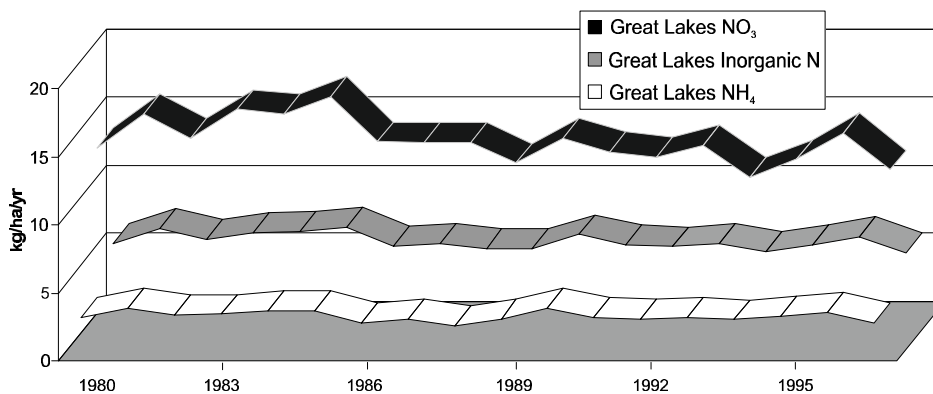 Great Lakes NO₃
Great Lakes Inorganic N
Great Lakes NH₄
kg/ha/yr
20
15
10
5
0
1980 1983 1986 1989 1992 1995